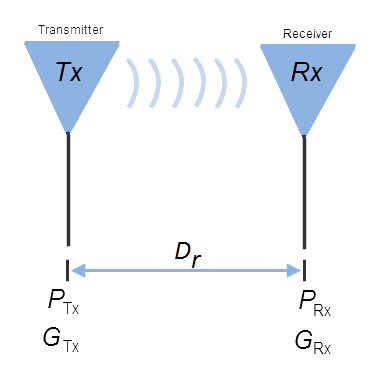 Transmitter
Receiver
Tx
Rx
Dr
PTx
PRx
GTx
GRx